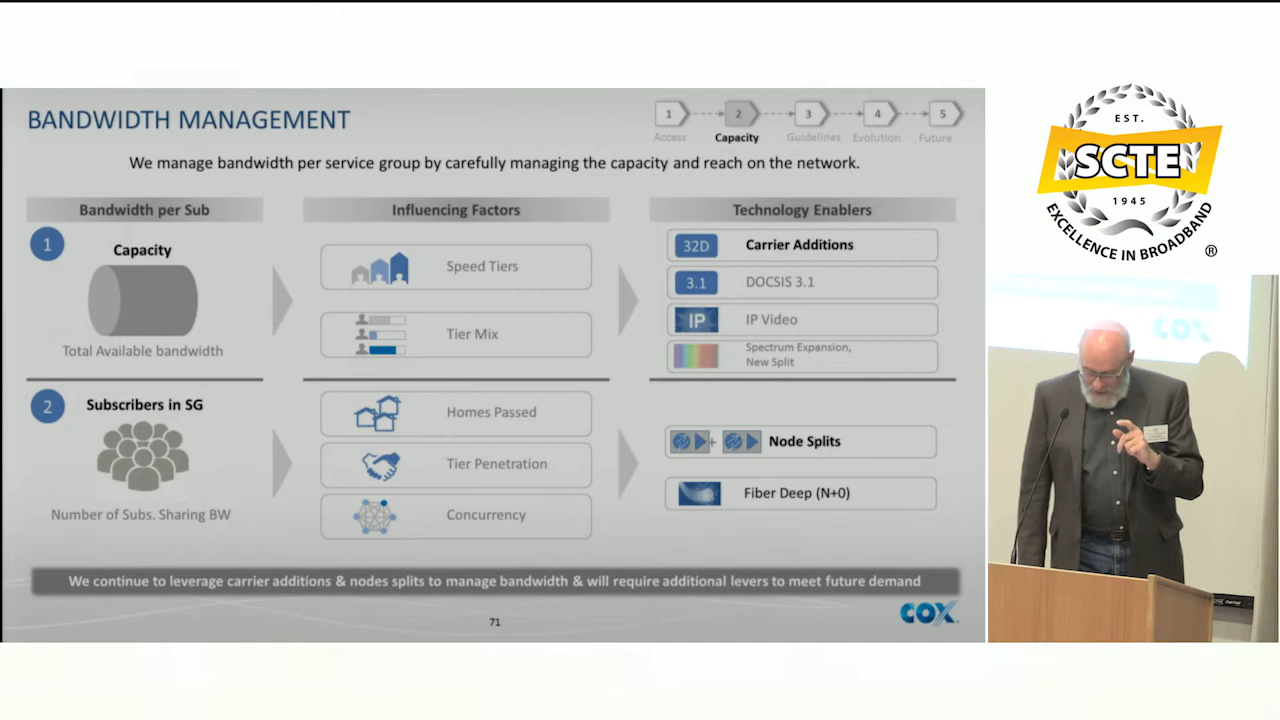 BANDWIDTH MANAGEMENT
1
2
3
4
5
Access
Capacity
Guidelines
Evolution
Future
We manage bandwidth per service group by carefully managing the capacity and reach on the network.
Bandwidth per Sub
Influencing Factors
Technology Enablers
1
Capacity
Total Available bandwidth
Speed Tiers
Tier Mix
32D
Carrier Additions
3.1
DOCSIS 3.1
IP
IP Video
Spectrum Expansion,
New Split
2
Subscribers in SG
Number of Subs. Sharing BW
Homes Passed
Tier Penetration
Concurrency
+
Node Splits
Fiber Deep (N+0)
We continue to leverage carrier additions & nodes splits to manage bandwidth & will require additional levers to meet future demand
71
COX
EST.
SCTE
1945
EXCELLENCE IN BROADBAND
®
COX